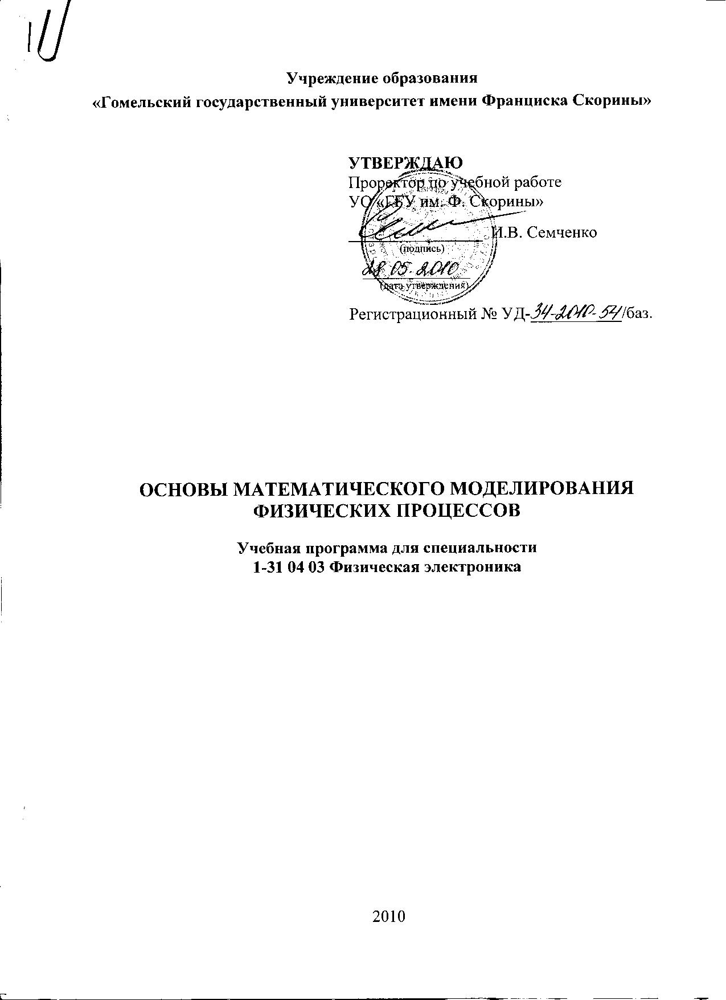 Учреждение образования
«Гомельский государственный университет имени Франциска Скорины»
УТВЕРЖДАЮ
Проректор по учебной работе
УО «ГГУ им. Ф. Скорины»
И.В. Семченко
(подпись)
28.05.2010
(дата утверждения)
Регистрационный № УД-34-2010-54/баз.
ОСНОВЫ МАТЕМАТИЧЕСКОГО МОДЕЛИРОВАНИЯ
ФИЗИЧЕСКИХ ПРОЦЕССОВ
Учебная программа для специальности
1-31 04 03 Физическая электроника
2010